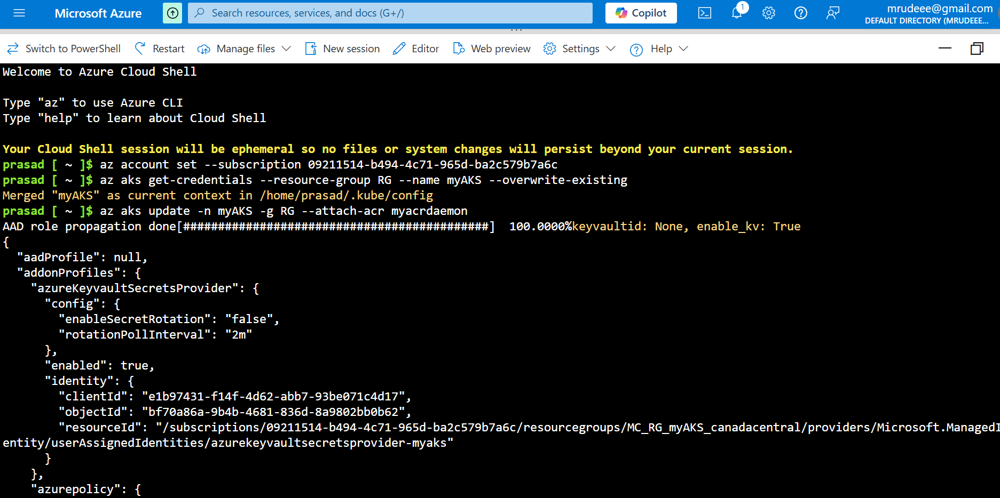 Microsoft Azure
Search resources, services, and docs (G+/)
Copilot
1
mrudeee@gmail.com
DEFAULT DIRECTORY (MRUDEEE...
Switch to PowerShell
Restart
Manage files
New session
Editor
Web preview
Settings
Help
Welcome to Azure Cloud Shell
Type "az" to use Azure CLI
Type "help" to learn about Cloud Shell
Your Cloud Shell session will be ephemeral so no files or system changes will persist beyond your current session.
prasad [ ~ ]$ az account set --subscription 09211514-b494-4c71-965d-ba2c579b7a6c
prasad [ ~ ]$ az aks get-credentials --resource-group RG --name myAKS --overwrite-existing
Merged "myAKS" as current context in /home/prasad/.kube/config
prasad [ ~ ]$ az aks update -n myAKS -g RG --attach-acr myacrdaemon
AAD role propagation done[############################################]  100.0000%keyvaultid: None, enable_kv: True
{
  "aadProfile": null,
  "addonProfiles": {
    "azureKeyvaultSecretsProvider": {
      "config": {
        "enableSecretRotation": "false",
        "rotationPollInterval": "2m"
      },
      "enabled": true,
      "identity": {
        "clientId": "e1b97431-f14f-4d62-abb7-93be071c4d17",
        "objectId": "bf70a86a-9b4b-4681-836d-8a9802bb0b62",
        "resourceId": "/subscriptions/09211514-b494-4c71-965d-ba2c579b7a6c/resourcegroups/MC_RG_myAKS_canadacentral/providers/Microsoft.ManagedI
entity/userAssignedIdentities/azurekeyvaultsecretsprovider-myaks"
      }
    },
    "azurepolicy": {